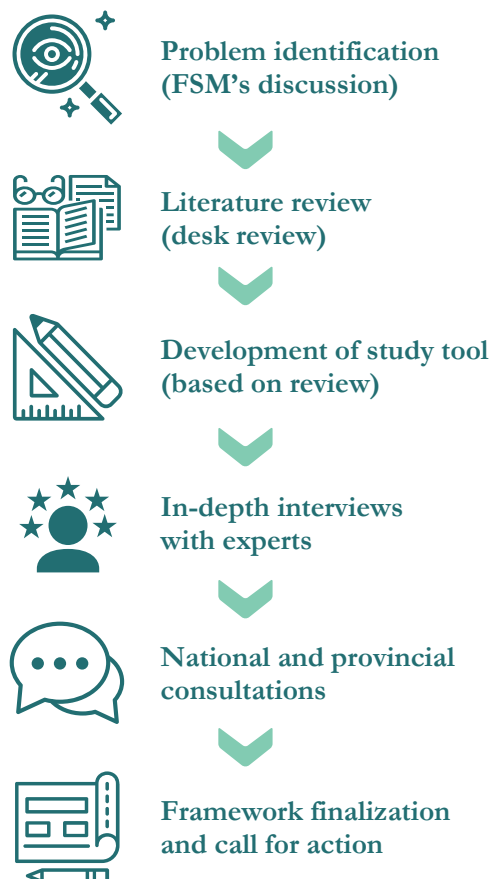 Problem identification
(FSM’s discussion)
Literature review
(desk review)
Development of study tool
(based on review)
In-depth interviews
with experts
National and provincial
consultations
Framework finalization
and call for action